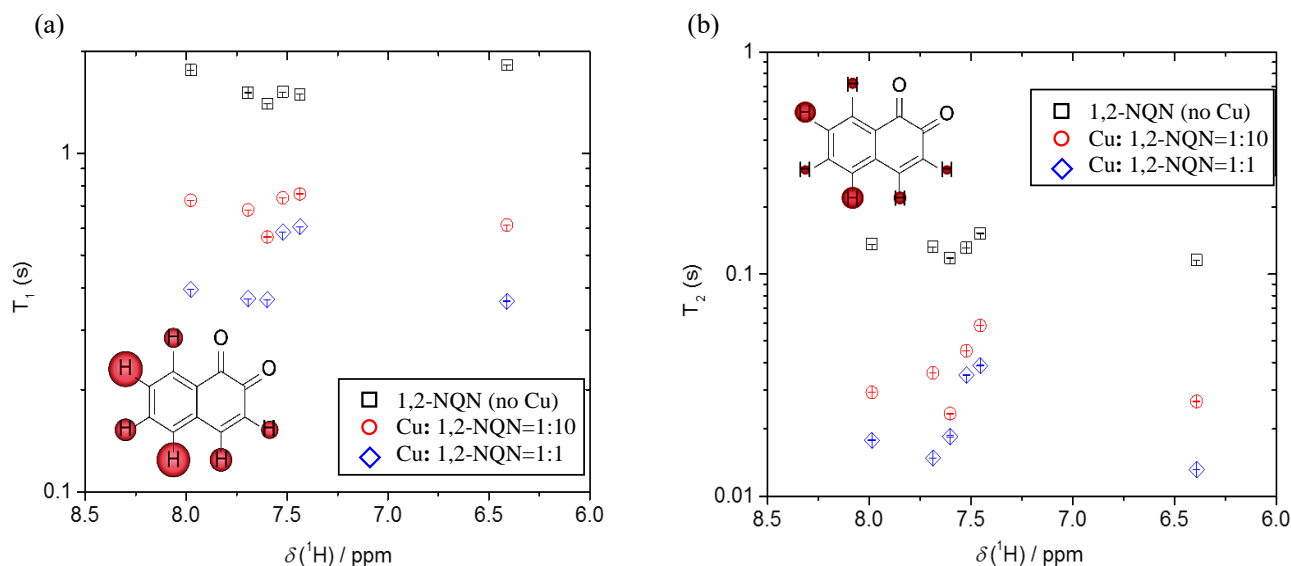 (a)
T1 (s)
1
0.1
8.5 8.0 7.5 7.0 6.5 6.0
δ(1H) / ppm
H O O
H
H H H
H
1,2-NQN (no Cu)
Cu: 1,2-NQN=1:10
Cu: 1,2-NQN=1:1
(b)
T2 (s)
1
0.1
0.01
8.5 8.0 7.5 7.0 6.5 6.0
δ(1H) / ppm
H O O
H
H H
H H
1,2-NQN (no Cu)
Cu: 1,2-NQN=1:10
Cu: 1,2-NQN=1:1